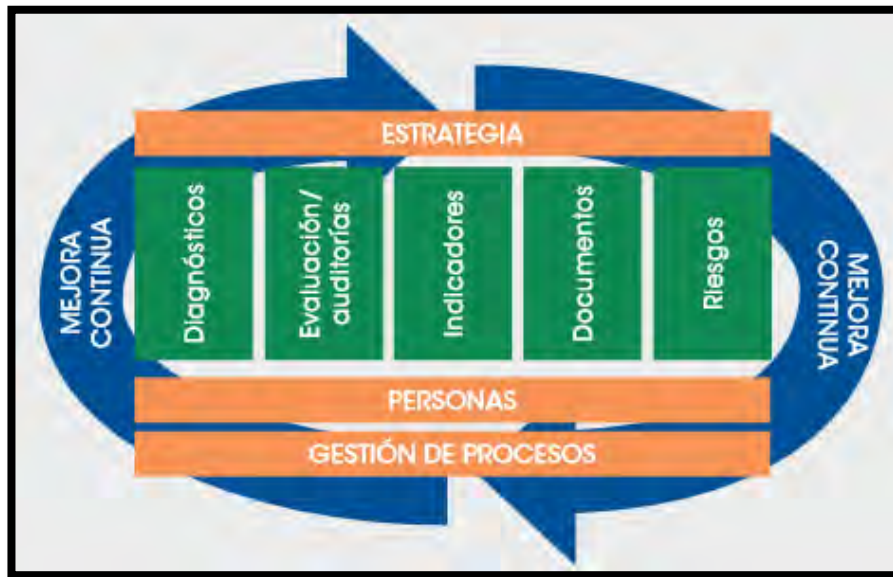 ESTRATEGIA
MEJORA
CONTINUA
Diagnósticos
Evaluación/
auditorías
Indicadores
Documentos
Riesgos
MEJORA
CONTINUA
PERSONAS
GESTIÓN DE PROCESOS